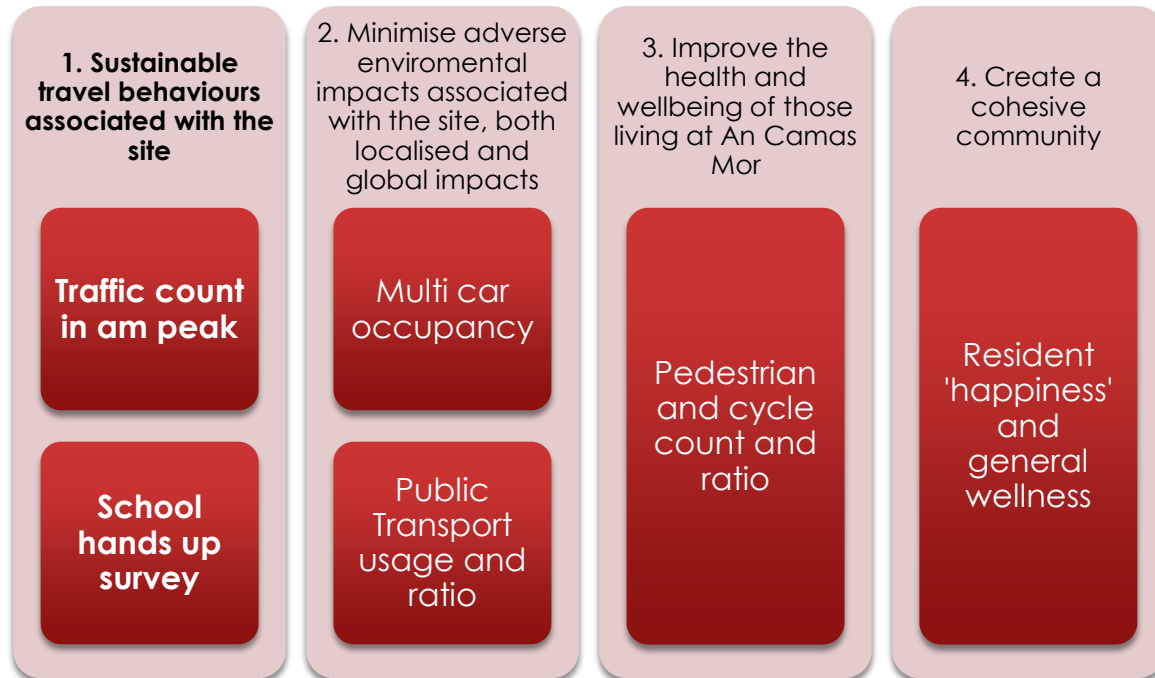 1. Sustainable
travel behaviours
associated with the
site
Traffic count
in am peak
School
hands up
survey
2. Minimise adverse
enviromental
impacts associated
with the site, both
localised and
global impacts
Multi car
occupancy
Public
Transport
usage and
ratio
3. Improve the
health and
wellbeing of those
living at An Camas
Mor
Pedestrian
and cycle
count and
ratio
4. Create a
cohesive
community
Resident
'happiness'
and
general
wellness